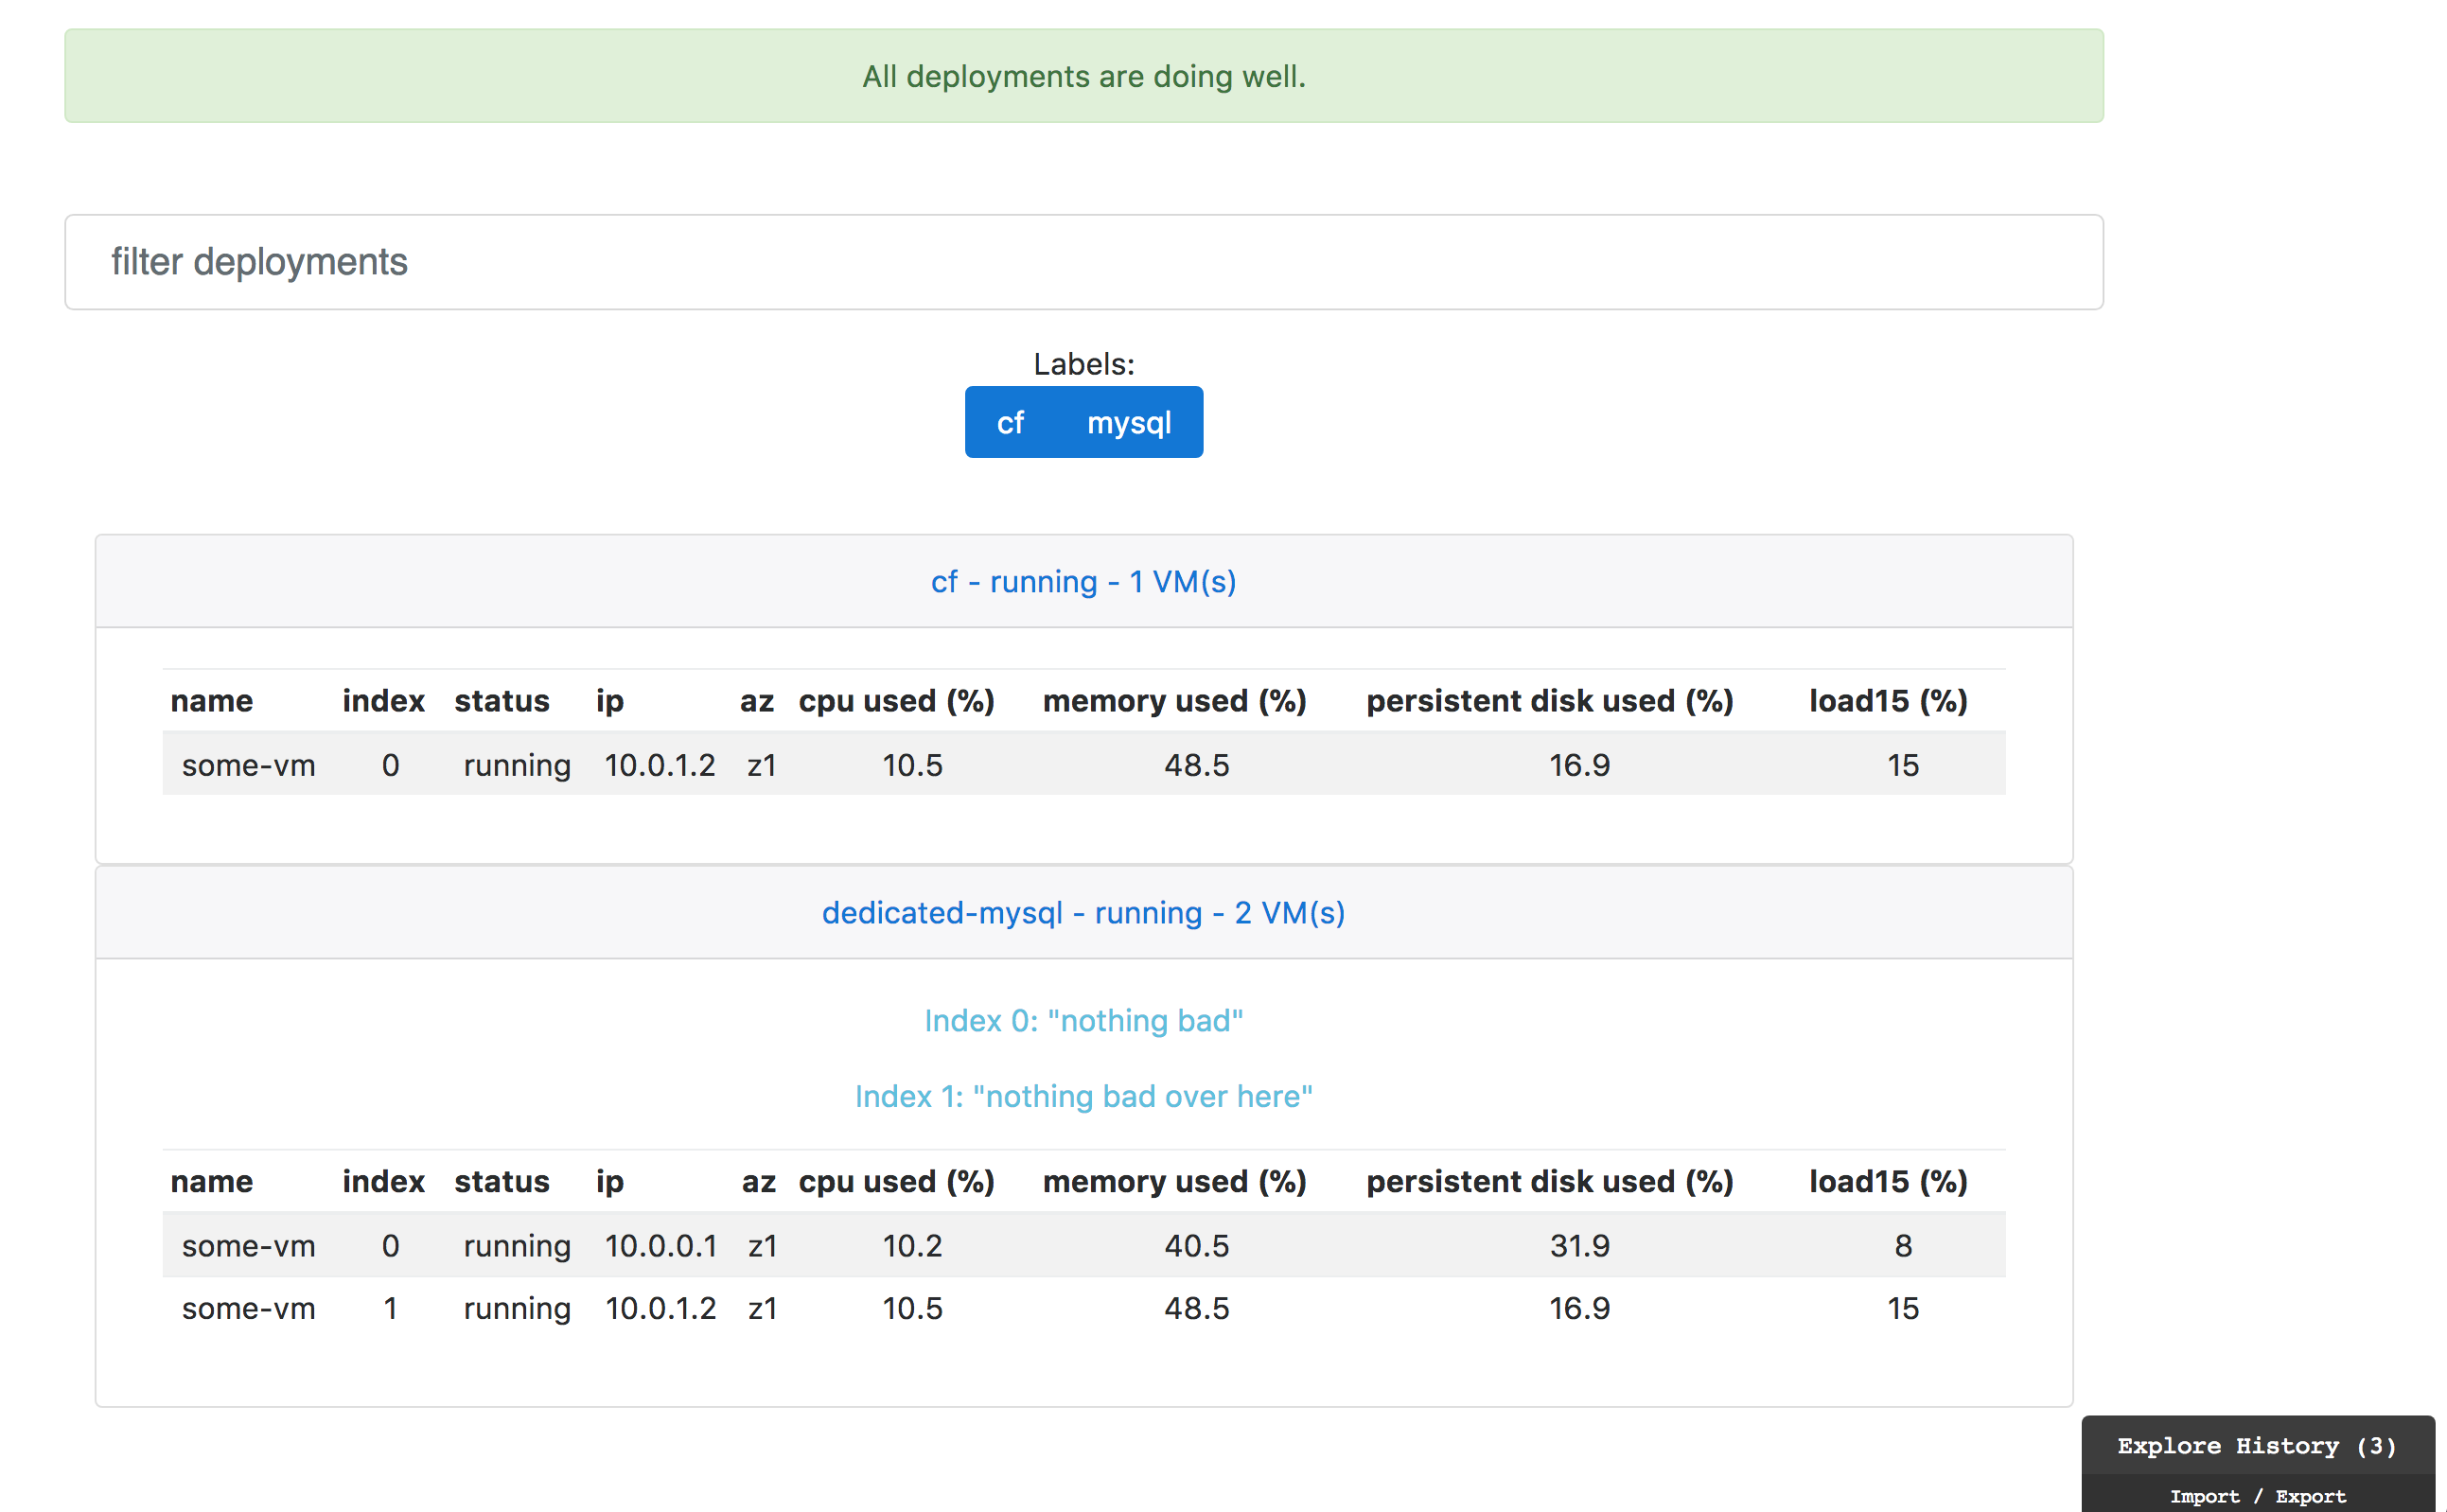 All deployments are doing well.
filter deployments
Labels:
cf mysql
cf - running - 1 VM(s)
name index status ip az cpu used (%) memory used (%) persistent disk used (%) load15 (%)
some-vm 0 running 10.0.1.2 z1 10.5 48.5 16.9 15
dedicated-mysql - running - 2 VM(s)
Index 0: "nothing bad"
Index 1: "nothing bad over here"
name index status ip az cpu used (%) memory used (%) persistent disk used (%) load15 (%)
some-vm 0 running 10.0.0.1 z1 10.2 40.5 31.9 8
some-vm 1 running 10.0.1.2 z1 10.5 48.5 16.9 15
Explore History (3)
Import / Export